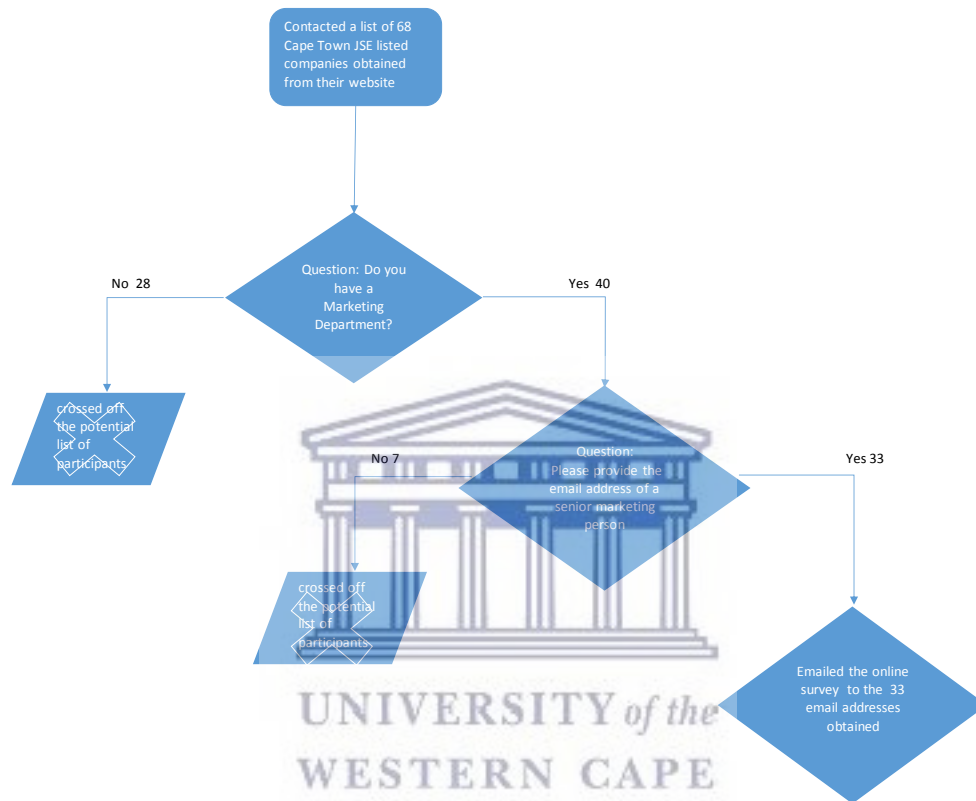 Contacted a list of 68
Cape Town JSE listed
companies obtained
from their website
Question: Do you
have a
Marketing
Department?
No 28
Yes 40
crossed off
the potential
list of
participants
Question:
Please provide the
email address of a
senior marketing
person
No 7
Yes 33
crossed off
the potential
list of
participants
Emailed the online
survey to the 33
email addresses
obtained
UNIVERSITY of the
WESTERN CAPE